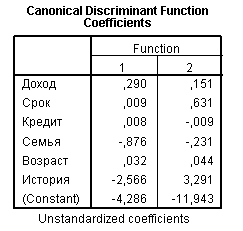 Canonical Discriminant Function
Coefficients
Function
1 2
Доход ,290 ,151
Срок ,009 ,631
Кредит ,008 -,009
Семья -,876 -,231
Возраст ,032 ,044
История -2,566 3,291
(Constant) -4,286 -11,943
Unstandardized coefficients